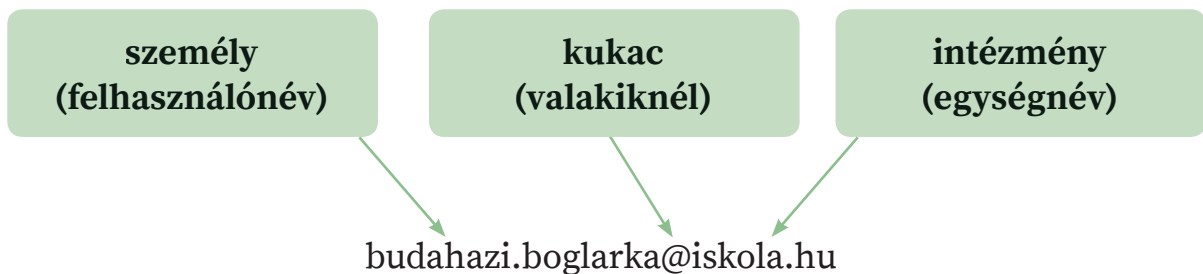 személy
(felhasználónév)
kukac
(valakiknél)
intézmény
(egységnév)
budahazi.boglarka@iskola.hu